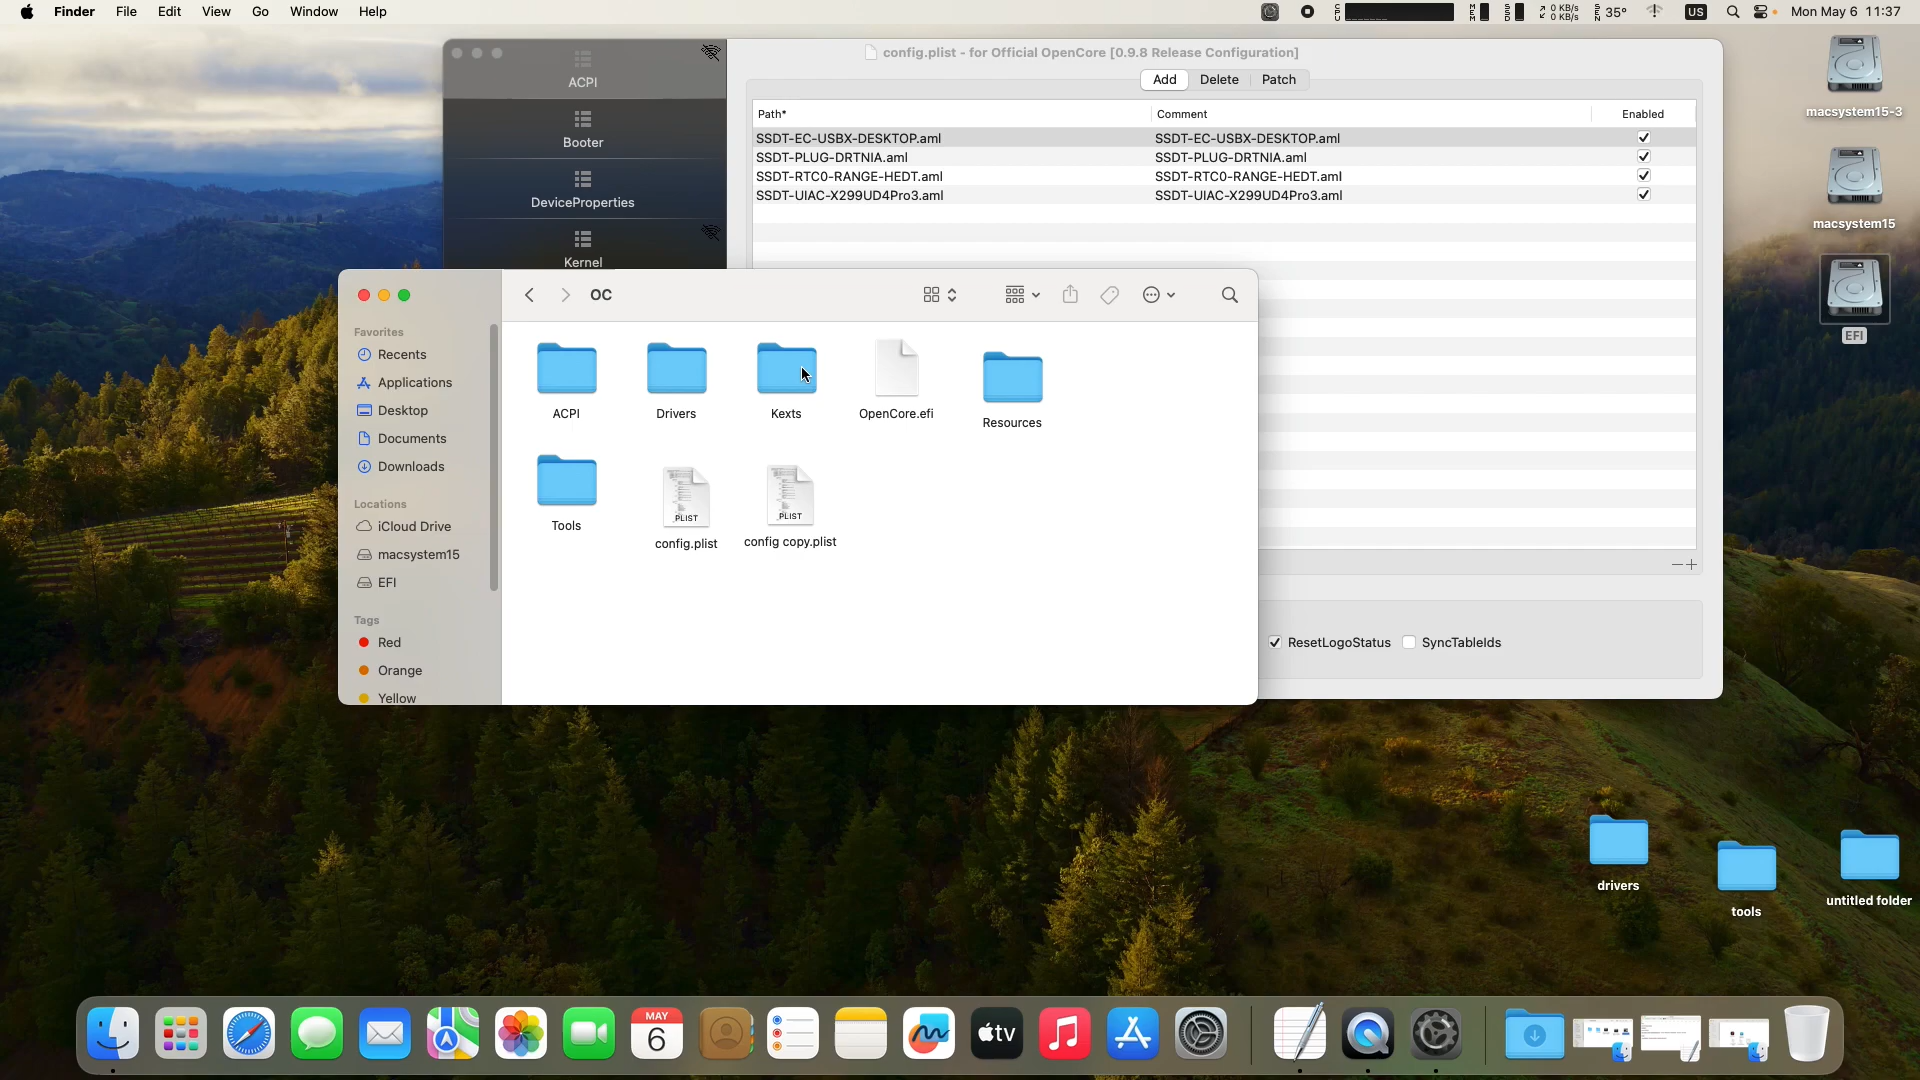 Finder File Edit View Go Window Help
CPU MEM SSD 0 KB/s 0 KB/s SEN 35° US Mon May 6 11:37
config.plist - for Official OpenCore [0.9.8 Release Configuration]
ACPI
Booter
DeviceProperties
Kernel
Add Delete Patch
Path* Comment Enabled
SSDT-EC-USBX-DESKTOP.aml SSDT-EC-USBX-DESKTOP.aml
SSDT-PLUG-DRTNIA.aml SSDT-PLUG-DRTNIA.aml
SSDT-RTC0-RANGE-HEDT.aml SSDT-RTC0-RANGE-HEDT.aml
SSDT-UIAC-X299UD4Pro3.aml SSDT-UIAC-X299UD4Pro3.aml
ResetLogoStatus SyncTableIds
OC
Favorites
Recents
Applications
Desktop
Documents
Downloads
Locations
iCloud Drive
macsystem15
EFI
Tags
Red
Orange
Yellow
ACPI Drivers Kexts OpenCore.efi Resources
Tools PLIST config.plist PLIST config copy.plist
macsystem15-3
macsystem15
EFI
drivers
tools
untitled folder
MAY
6
tv